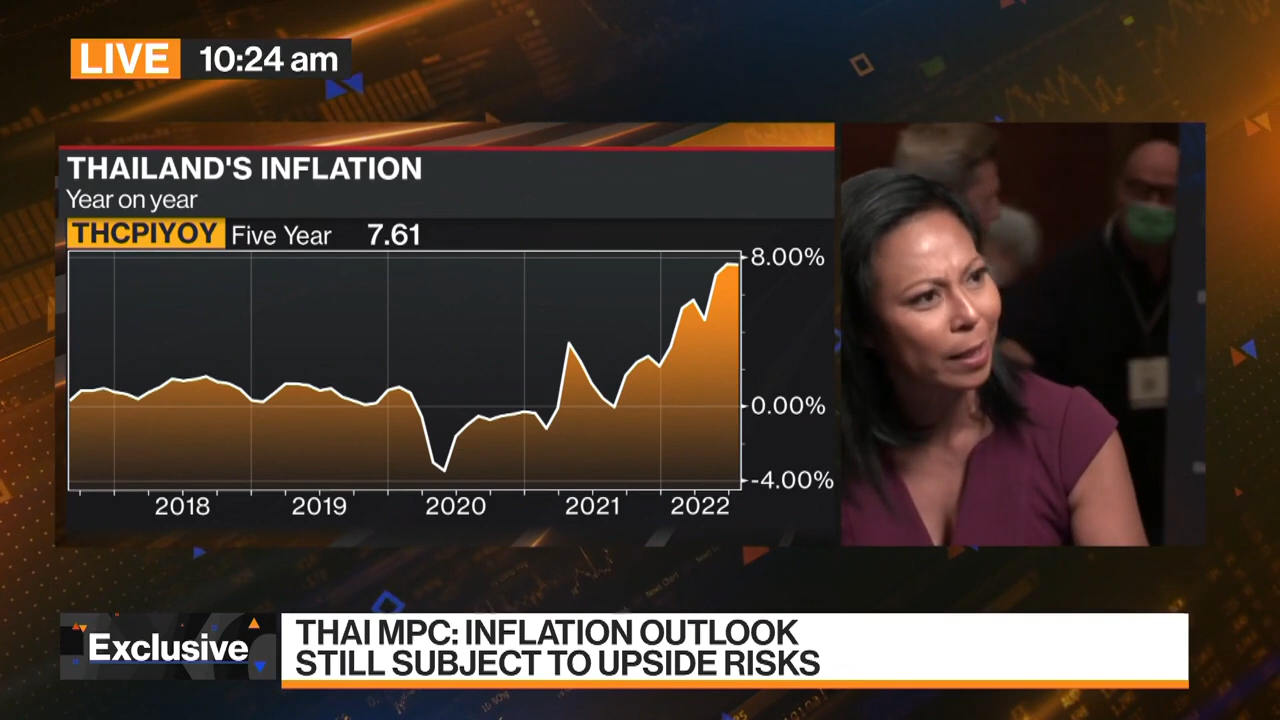 LIVE 10:24 am
THAILAND'S INFLATION
Year on year
THCPIYOY Five Year 7.61
8.00%
0.00%
-4.00%
2018 2019 2020 2021 2022
Exclusive
THAI MPC: INFLATION OUTLOOK
STILL SUBJECT TO UPSIDE RISKS